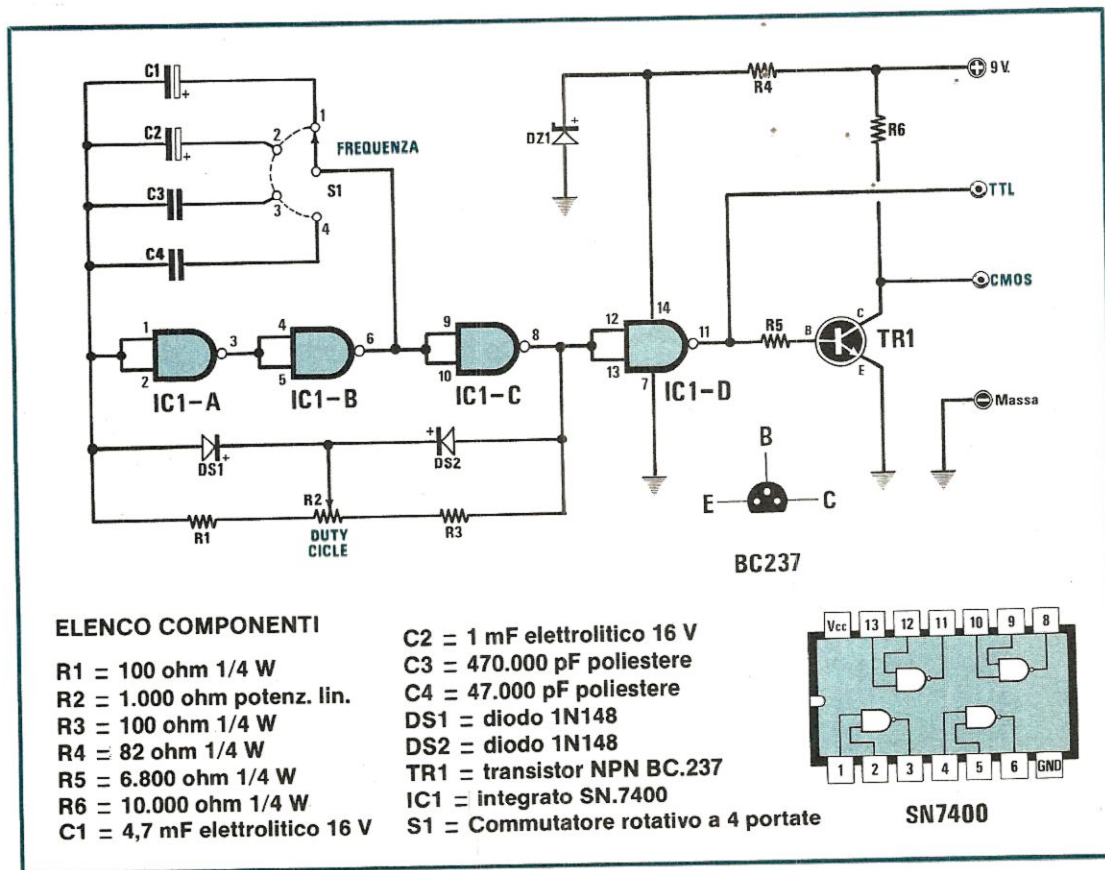 C1
+
C2
+
C3
C4
1
2
3
4
FREQUENZA
S1
DZ1
+
R4
9V.
R6
TTL
CMOS
Massa
1
2
3
IC1-A
4
5
6
IC1-B
9
10
8
IC1-C
12
13
14
7
11
IC1-D
R5
B
C
E
TR1
DS1
+
+
DS2
R1
R2
DUTY
CICLE
R3
B
E
C
BC237
ELENCO COMPONENTI
R1 = 100 ohm 1/4 W
R2 = 1.000 ohm potenz. lin.
R3 = 100 ohm 1/4 W
R4 = 82 ohm 1/4 W
R5 = 6.800 ohm 1/4 W
R6 = 10.000 ohm 1/4 W
C1 = 4,7 mF elettrolitico 16 V
C2 = 1 mF elettrolitico 16 V
C3 = 470.000 pF poliestere
C4 = 47.000 pF poliestere
DS1 = diodo 1N148
DS2 = diodo 1N148
TR1 = transistor NPN BC.237
IC1 = integrato SN.7400
S1 = Commutatore rotativo a 4 portate
Vcc 13 12 11 10 9 8
1 2 3 4 5 6 GND
SN7400